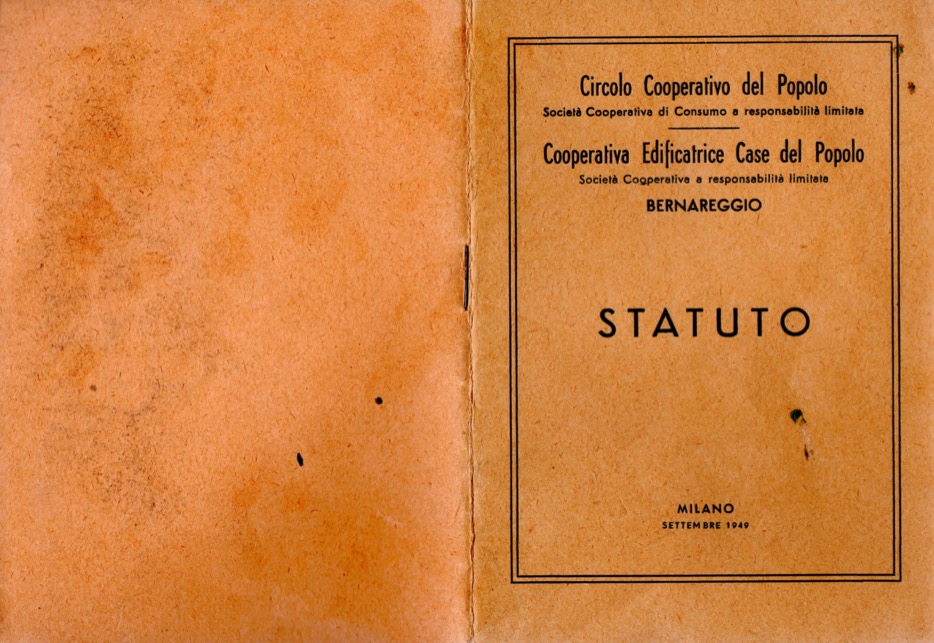 Circolo Cooperativo del Popolo
Società Cooperativa di Consumo a responsabilità limitata
Cooperativa Edificatrice Case del Popolo
Società Cooperativa a responsabilità limitata
BERNAREGGIO
STATUTO
MILANO
SETTEMBRE 1949